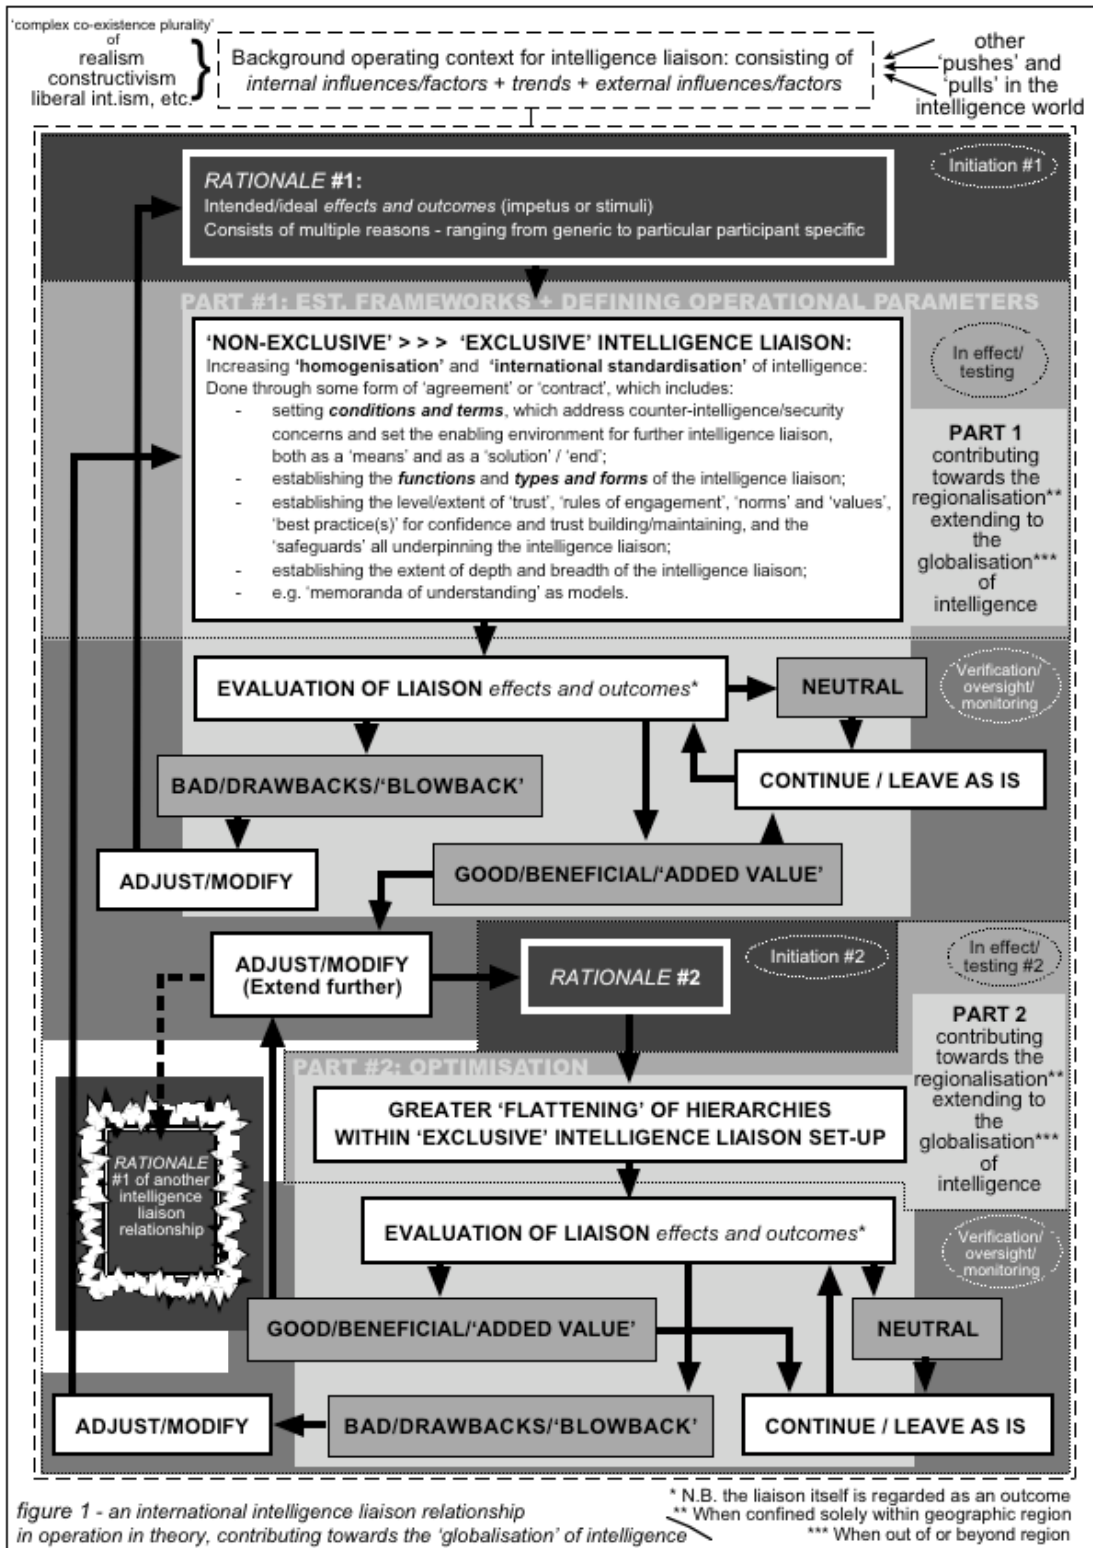 'complex co-existence plurality'
of
realism
constructivism
liberal int.ism, etc.
Background operating context for intelligence liaison: consisting of
internal influences/factors + trends + external influences/factors
other
'pushes' and
'pulls' in the
intelligence world
Initiation #1
RATIONALE #1:
Intended/ideal effects and outcomes (impetus or stimuli)
Consists of multiple reasons - ranging from generic to particular participant specific
PART #1: EST. FRAMEWORKS + DEFINING OPERATIONAL PARAMETERS
'NON-EXCLUSIVE' > > > 'EXCLUSIVE' INTELLIGENCE LIAISON:
Increasing 'homogenisation' and 'international standardisation' of intelligence:
Done through some form of 'agreement' or 'contract', which includes:
- setting conditions and terms, which address counter-intelligence/security
concerns and set the enabling environment for further intelligence liaison,
both as a 'means' and as a 'solution' / 'end';
- establishing the functions and types and forms of the intelligence liaison;
- establishing the level/extent of 'trust', 'rules of engagement', 'norms' and 'values',
'best practice(s)' for confidence and trust building/maintaining, and the
'safeguards' all underpinning the intelligence liaison;
- establishing the extent of depth and breadth of the intelligence liaison;
- e.g. 'memoranda of understanding' as models.
In effect/
testing
PART 1
contributing
towards the
regionalisation**
extending to
the
globalisation***
of
intelligence
EVALUATION OF LIAISON effects and outcomes*
NEUTRAL
Verification/
oversight/
monitoring
BAD/DRAWBACKS/'BLOWBACK'
CONTINUE / LEAVE AS IS
ADJUST/MODIFY
GOOD/BENEFICIAL/'ADDED VALUE'
ADJUST/MODIFY
(Extend further)
RATIONALE #2
Initiation #2
In effect/
testing #2
PART 2
contributing
towards the
regionalisation**
extending to
the
globalisation***
of
intelligence
PART #2: OPTIMISATION
GREATER 'FLATTENING' OF HIERARCHIES
WITHIN 'EXCLUSIVE' INTELLIGENCE LIAISON SET-UP
RATIONALE
#1 of another
intelligence
liaison
relationship
EVALUATION OF LIAISON effects and outcomes*
Verification/
oversight/
monitoring
GOOD/BENEFICIAL/'ADDED VALUE'
NEUTRAL
ADJUST/MODIFY
BAD/DRAWBACKS/'BLOWBACK'
CONTINUE / LEAVE AS IS
figure 1 - an international intelligence liaison relationship
in operation in theory, contributing towards the 'globalisation' of intelligence
* N.B. the liaison itself is regarded as an outcome
** When confined solely within geographic region
*** When out of or beyond region